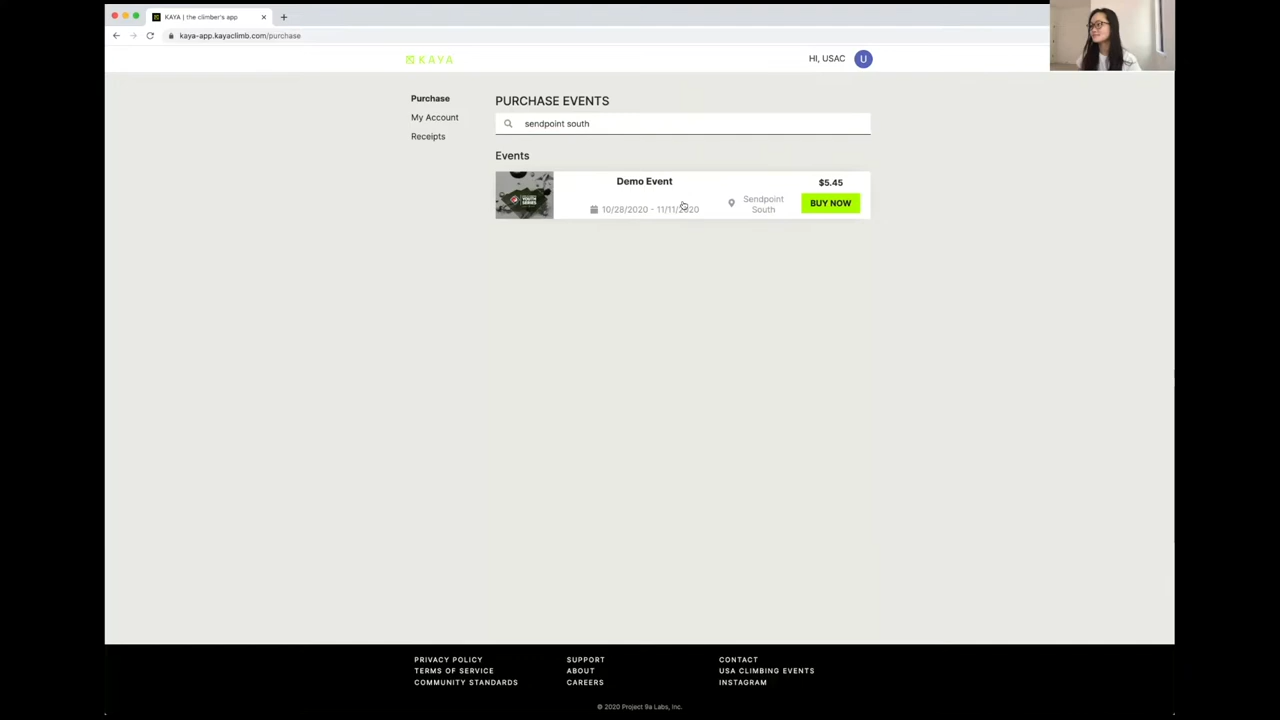 KAYA | the climber's app
kaya-app.kayaclimb.com/purchase
KAYA
HI, USAC
U
Purchase
My Account
Receipts
PURCHASE EVENTS
sendpoint south
Events
YOUTH
SERIES
Demo Event
10/28/2020 - 11/11/2020
Sendpoint
South
$5.45
BUY NOW
PRIVACY POLICY
TERMS OF SERVICE
COMMUNITY STANDARDS
SUPPORT
ABOUT
CAREERS
CONTACT
USA CLIMBING EVENTS
INSTAGRAM
© 2020 Project 9a Labs, Inc.